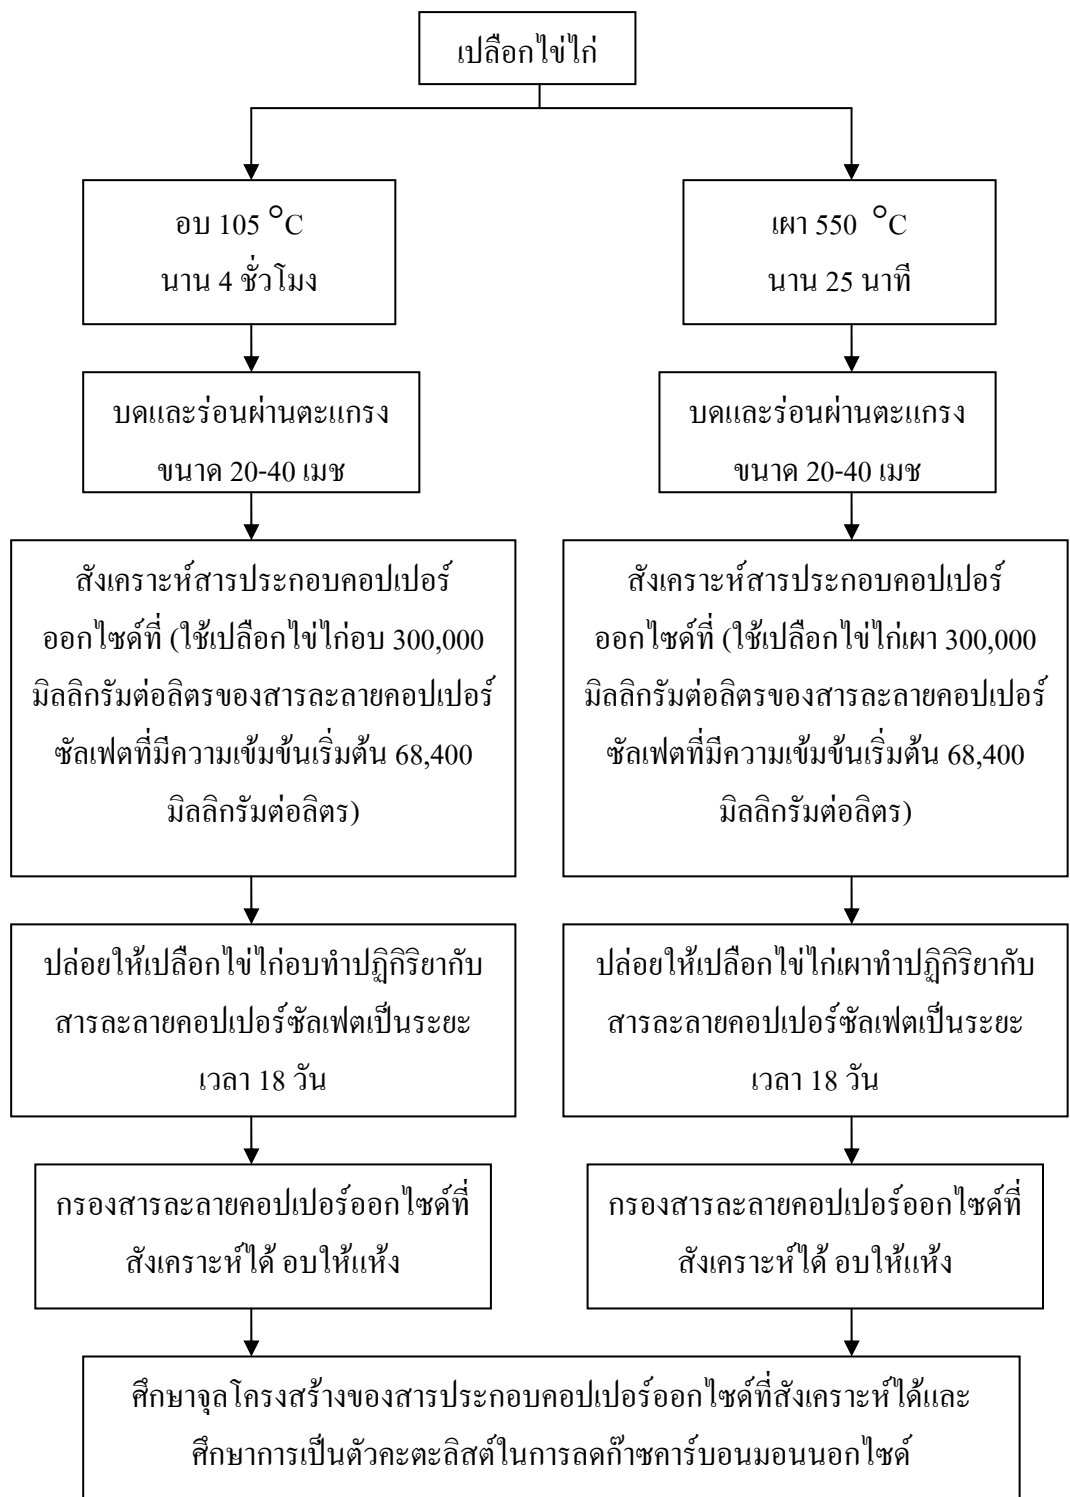 เปลือกไข่ไก่
อบ 105 °C
นาน 4 ชั่วโมง
เผา 550 °C
นาน 25 นาที
บดและร่อนผ่านตะแกรง
ขนาด 20-40 เมช
บดและร่อนผ่านตะแกรง
ขนาด 20-40 เมช
สังเคราะห์สารประกอบคอปเปอร์
ออกไซด์ที่ (ใช้เปลือกไข่ไก่อบ 300,000
มิลลิกรัมต่อลิตรของสารละลายคอปเปอร์
ซัลเฟตที่มีความเข้มข้นเริ่มต้น 68,400
มิลลิกรัมต่อลิตร)
สังเคราะห์สารประกอบคอปเปอร์
ออกไซด์ที่ (ใช้เปลือกไข่ไก่เผา 300,000
มิลลิกรัมต่อลิตรของสารละลายคอปเปอร์
ซัลเฟตที่มีความเข้มข้นเริ่มต้น 68,400
มิลลิกรัมต่อลิตร)
ปล่อยให้เปลือกไข่ไก่อบทำปฏิกิริยากับ
สารละลายคอปเปอร์ซัลเฟตเป็นระยะ
เวลา 18 วัน
ปล่อยให้เปลือกไข่ไก่เผาทำปฏิกิริยากับ
สารละลายคอปเปอร์ซัลเฟตเป็นระยะ
เวลา 18 วัน
กรองสารละลายคอปเปอร์ออกไซด์ที่
สังเคราะห์ได้ อบให้แห้ง
กรองสารละลายคอปเปอร์ออกไซด์ที่
สังเคราะห์ได้ อบให้แห้ง
ศึกษาจุลโครงสร้างของสารประกอบคอปเปอร์ออกไซด์ที่สังเคราะห์ได้และ
ศึกษาการเป็นตัวคะตะลิสต์ในการลดก๊าซคาร์บอนมอนนอกไซด์